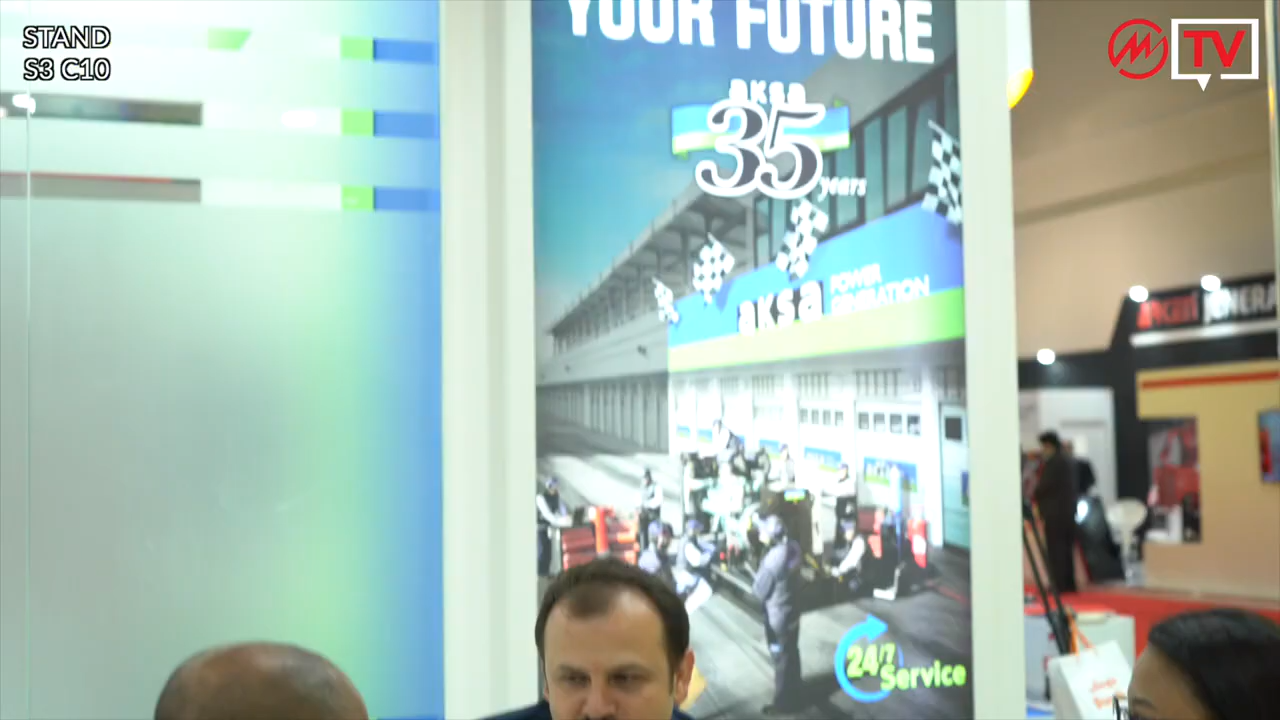 STAND
S3 C10
TV
YOUR FUTURE
aksa
35
years
aksa POWER
GENERATION
24/7
Service